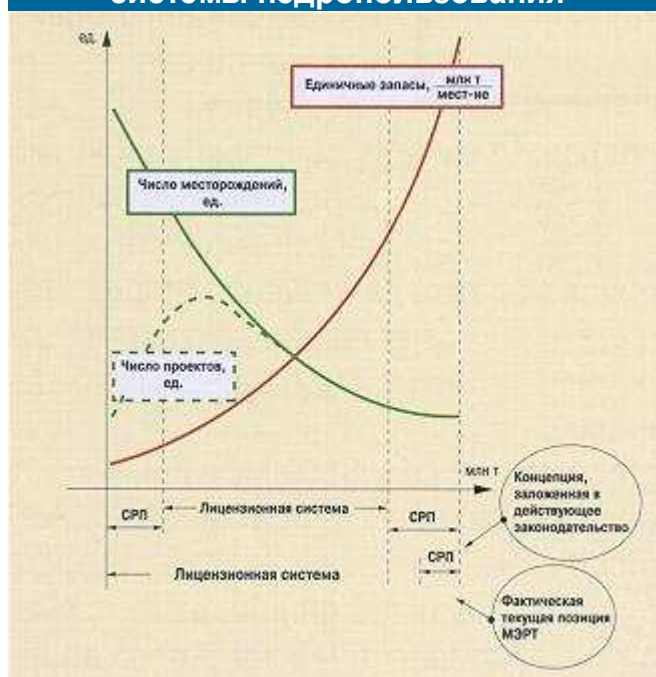 системы недропользования
ед.
Единичные запасы, млн т
мест-ие
Число месторождений,
ед.
Число проектов,
ед.
млн т
СРП
Лицензионная система
СРП
СРП
Лицензионная система
Концепция,
заложенная в
действующее
законодательство
Фактическая
текущая позиция
МЭРТ